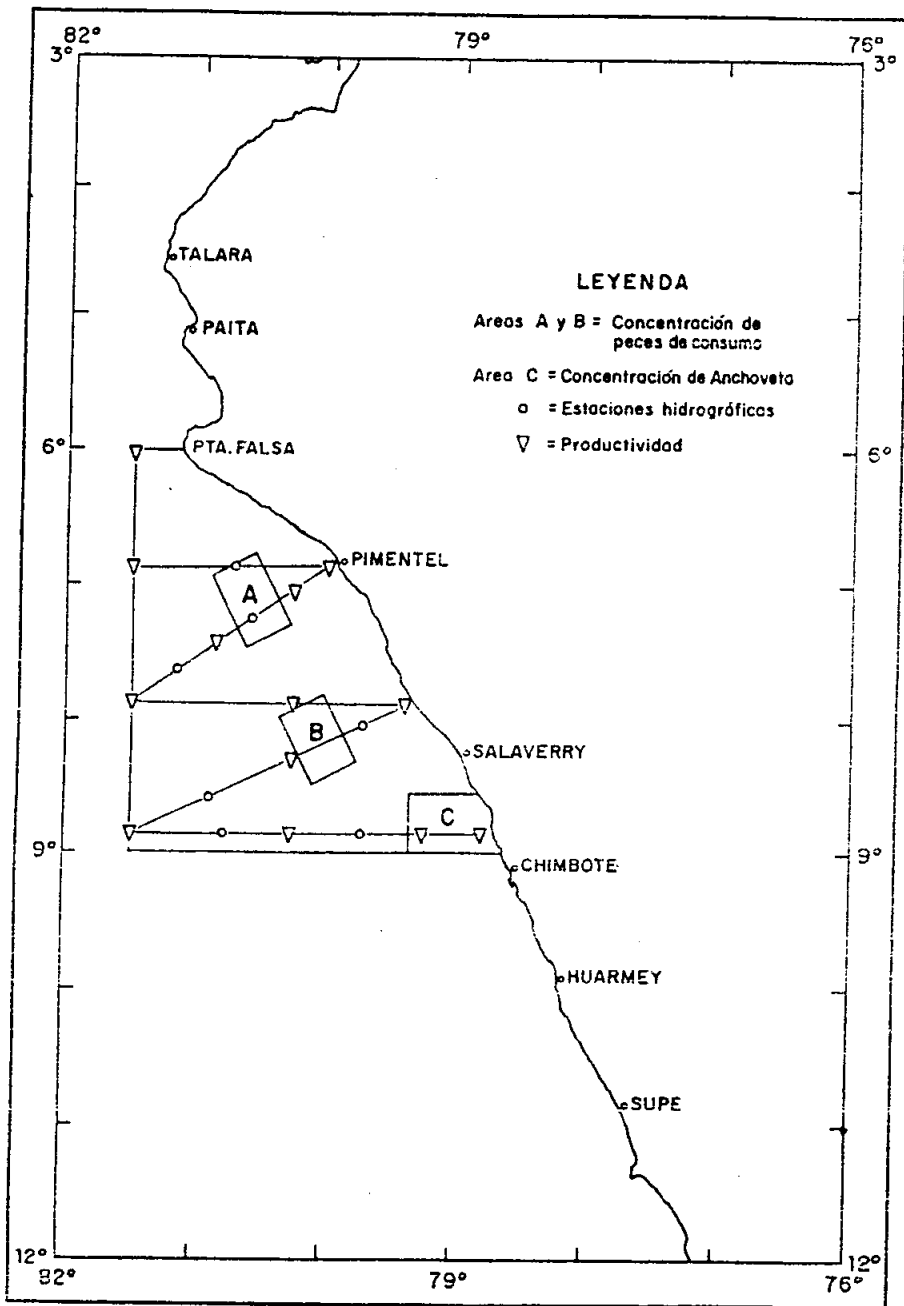 82°
79°
76°
3°
3°
TALARA
LEYENDA
Areas A y B = Concentración de
peces de consumo
PAITA
Area C = Concentración de Anchoveta
o = Estaciones hidrográficas
▽ = Productividad
6°
PTA. FALSA
6°
PIMENTEL
A
B
SALAVERRY
C
9°
9°
CHIMBOTE
HUARMEY
SUPE
12°
12°
82°
79°
76°